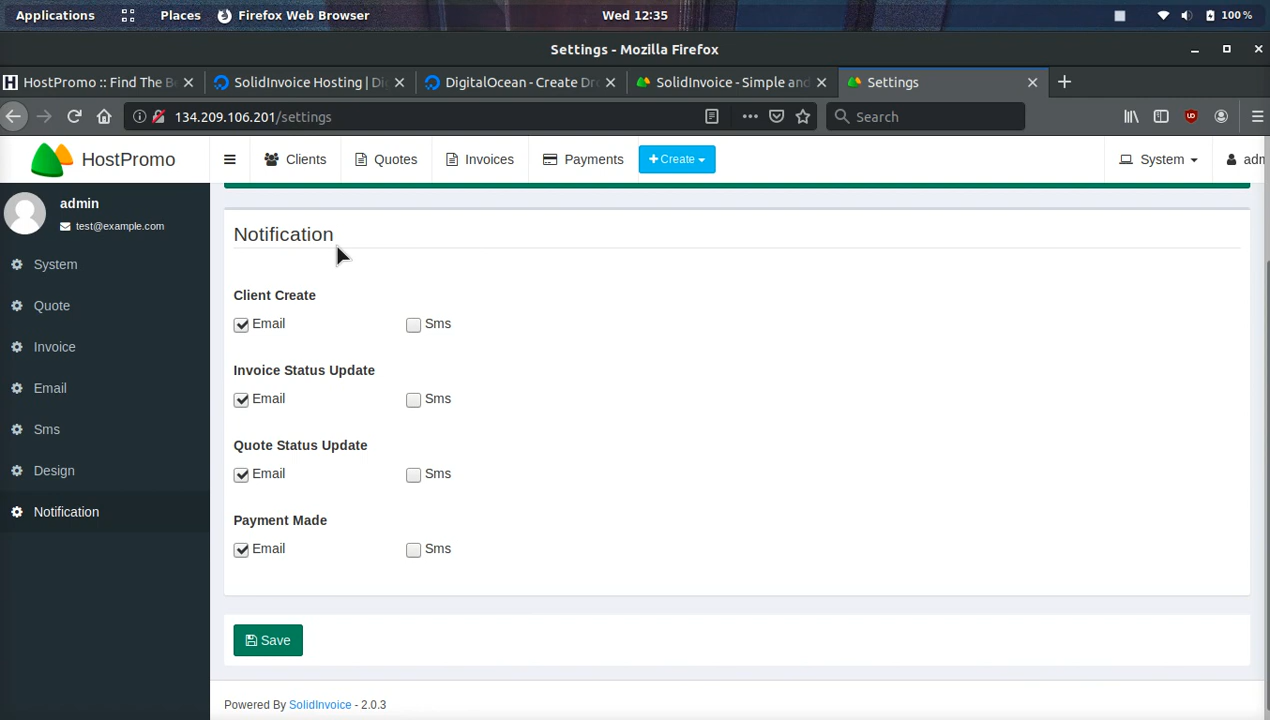 Applications Places Firefox Web Browser Wed 12:35 100%
Settings - Mozilla Firefox
HostPromo :: Find The Be SolidInvoice Hosting | Di DigitalOcean - Create Dro SolidInvoice - Simple and Settings
134.209.106.201/settings Search
HostPromo Clients Quotes Invoices Payments + Create System adm
admin
test@example.com
System
Quote
Invoice
Email
Sms
Design
Notification
Notification
Client Create
Email Sms
Invoice Status Update
Email Sms
Quote Status Update
Email Sms
Payment Made
Email Sms
Save
Powered By SolidInvoice - 2.0.3